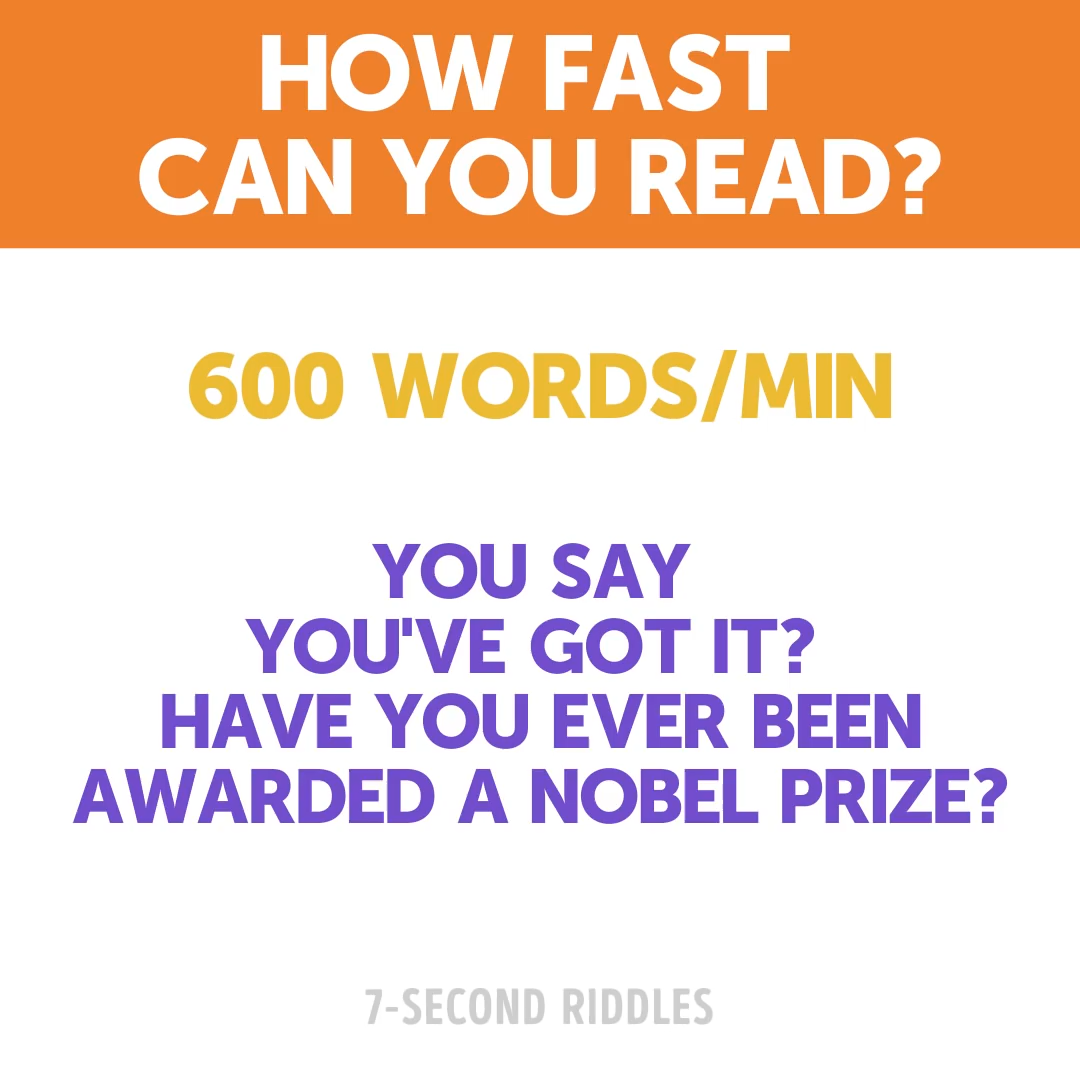 HOW FAST
CAN YOU READ?
600 WORDS/MIN
YOU SAY
YOU'VE GOT IT?
HAVE YOU EVER BEEN
AWARDED A NOBEL PRIZE?
7-SECOND RIDDLES